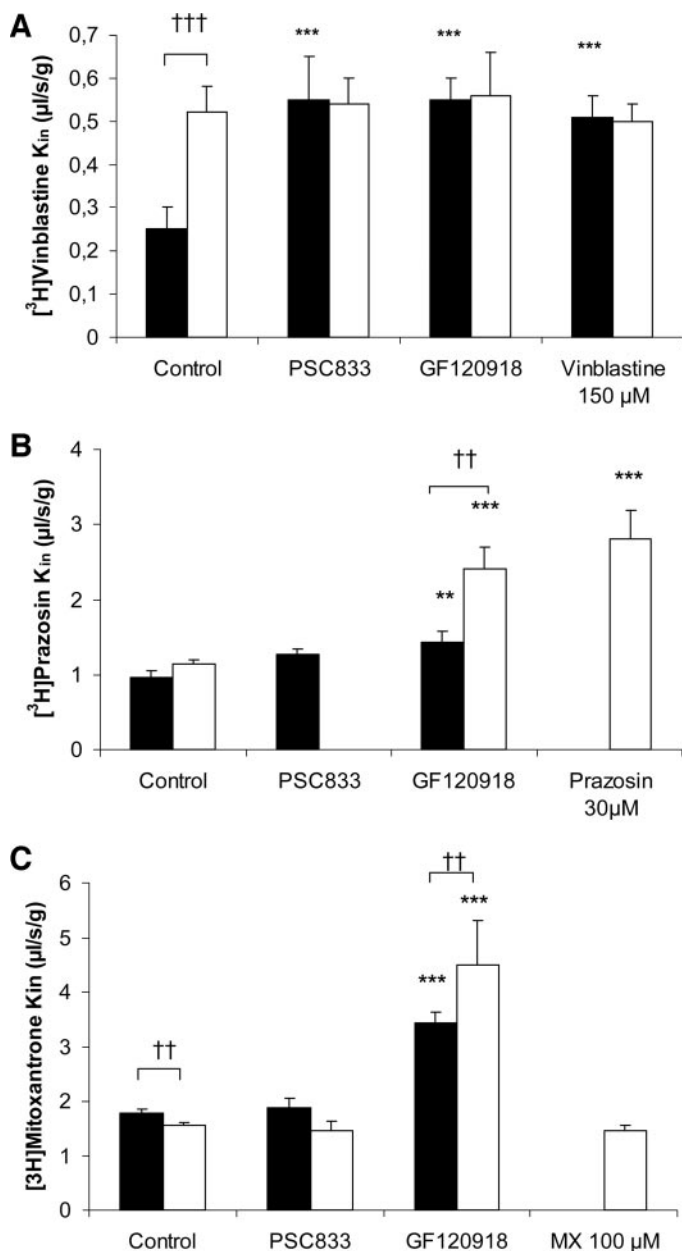 A
[³H]Vinblastine Kin (µl/s/g)
0,7
0,6
0,5
0,4
0,3
0,2
0,1
0
†††
***
***
***
Control
PSC833
GF120918
Vinblastine
150 µM
B
[³H]Prazosin Kin (µl/s/g)
4
3
2
1
0
††
**
***
***
Control
PSC833
GF120918
Prazosin
30µM
C
[3H]Mitoxantrone Kin (µl/s/g)
6
5
4
3
2
1
0
††
††
***
***
Control
PSC833
GF120918
MX 100 µM